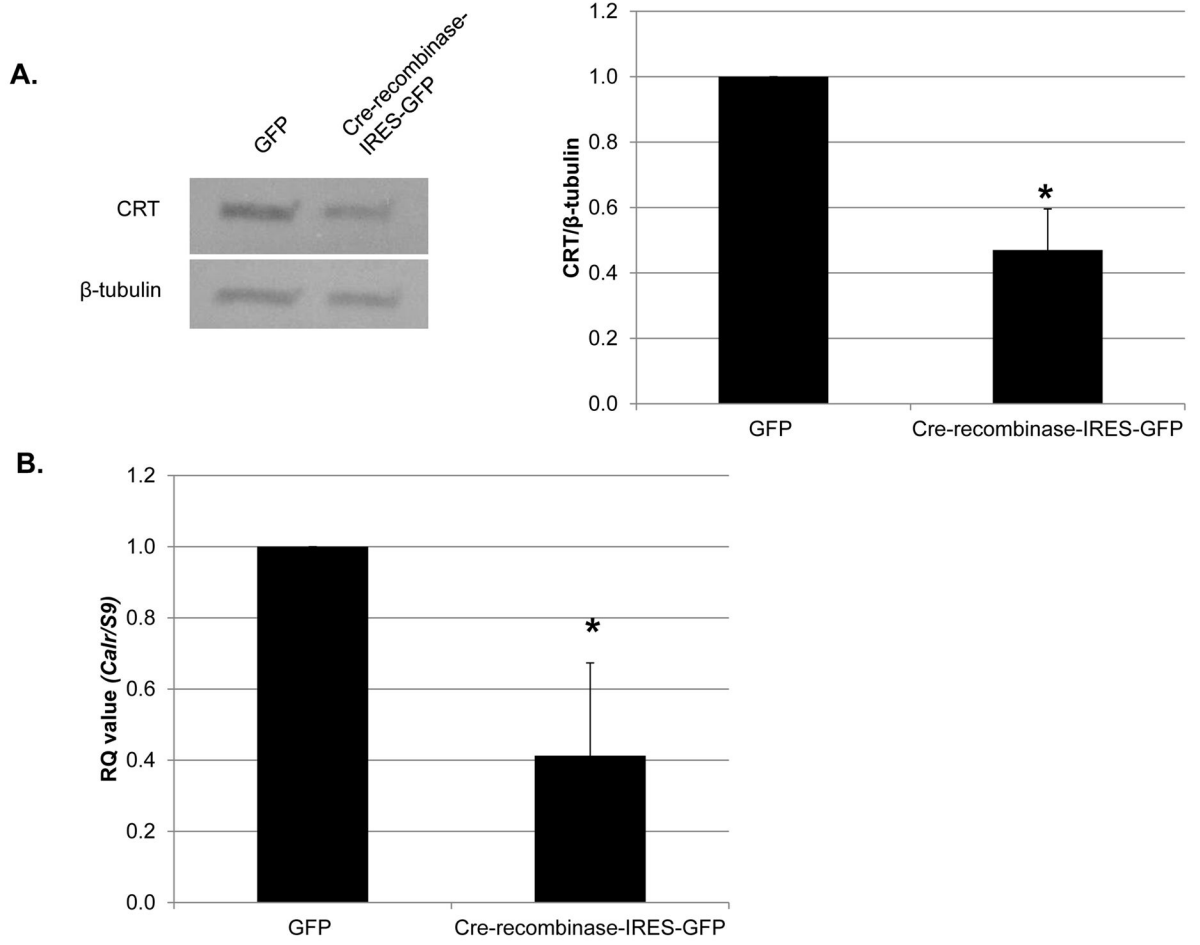 A.
GFP
Cre-recombinase-
IRES-GFP
CRT
β-tubulin
CRT/β-tubulin
1.2
1.0
0.8
0.6
0.4
0.2
0.0
*
GFP
Cre-recombinase-IRES-GFP
B.
RQ value (Calr/S9)
1.2
1.0
0.8
0.6
0.4
0.2
0.0
*
GFP
Cre-recombinase-IRES-GFP